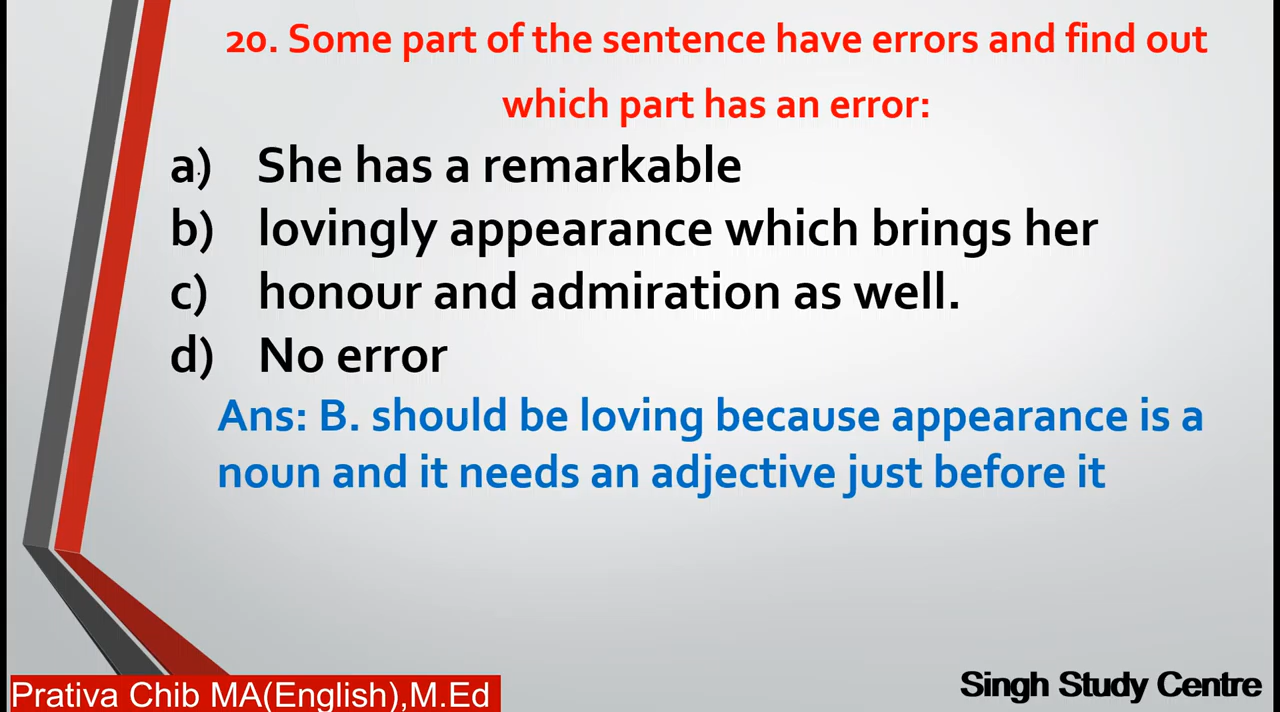 20. Some part of the sentence have errors and find out
which part has an error:
a) She has a remarkable
b) lovingly appearance which brings her
c) honour and admiration as well.
d) No error
Ans: B. should be loving because appearance is a
noun and it needs an adjective just before it
Prativa Chib MA(English),M.Ed
Singh Study Centre